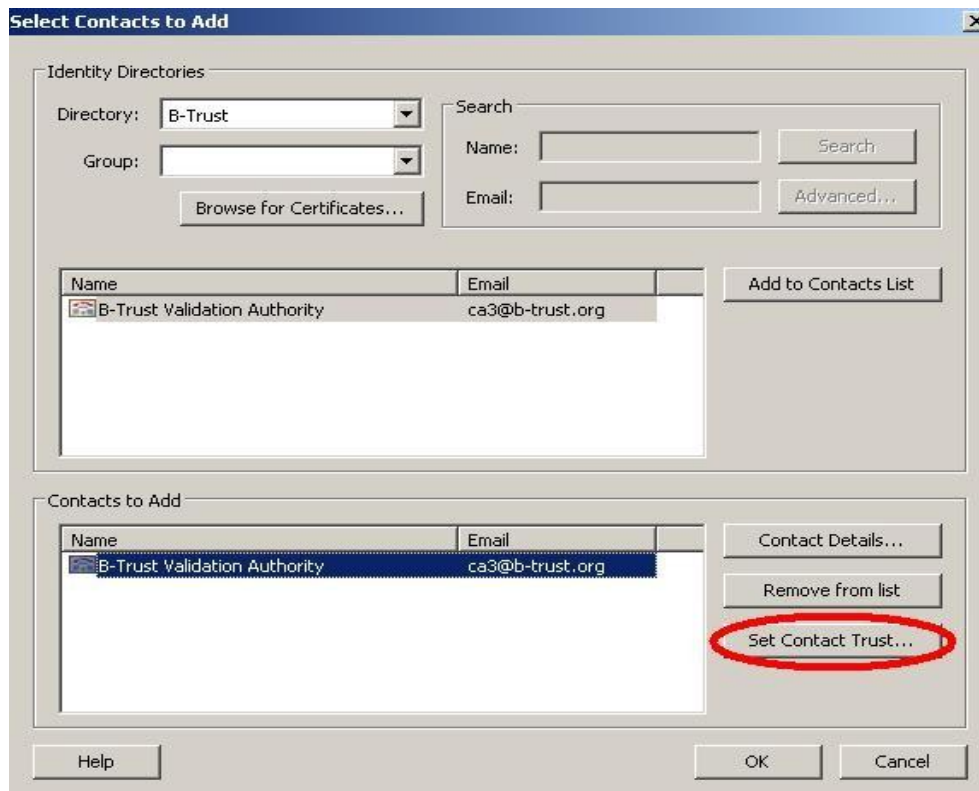 Select Contacts to Add
Identity Directories
Directory: B-Trust
Group:
Browse for Certificates...
Search
Name:
Search
Email:
Advanced...
Name Email
B-Trust Validation Authority ca3@b-trust.org
Add to Contacts List
Contacts to Add
Name Email
B-Trust Validation Authority ca3@b-trust.org
Contact Details...
Remove from list
Set Contact Trust...
Help OK Cancel